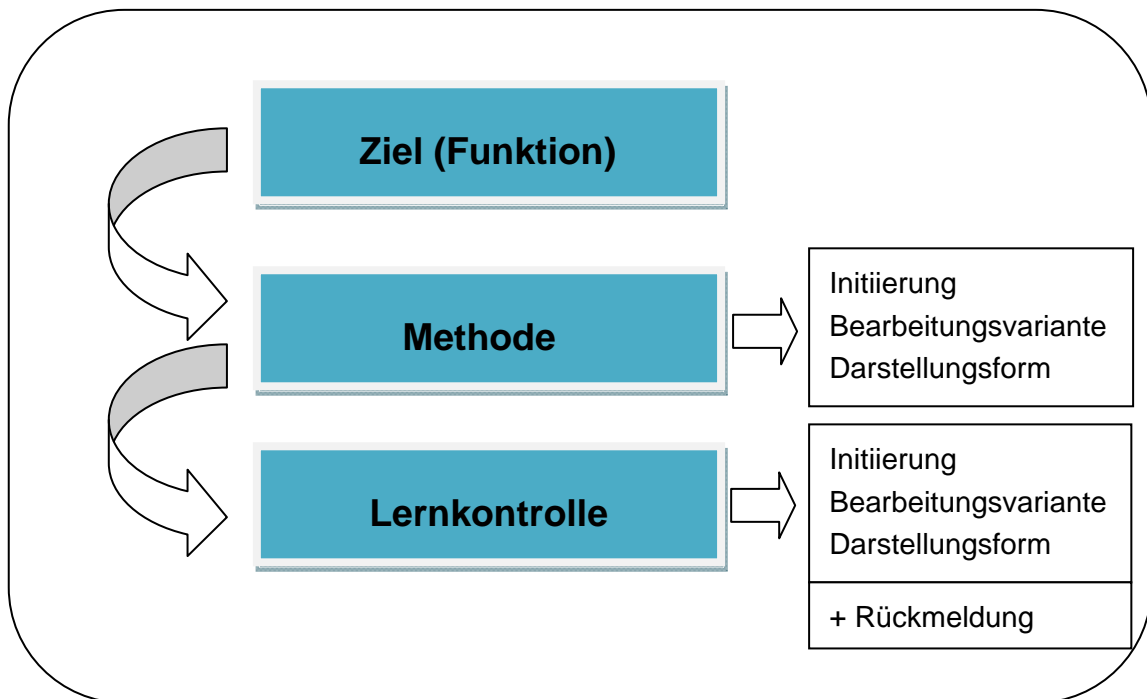 Ziel (Funktion)
Methode
Initiierung
Bearbeitungsvariante
Darstellungsform
Lernkontrolle
Initiierung
Bearbeitungsvariante
Darstellungsform
+ Rückmeldung